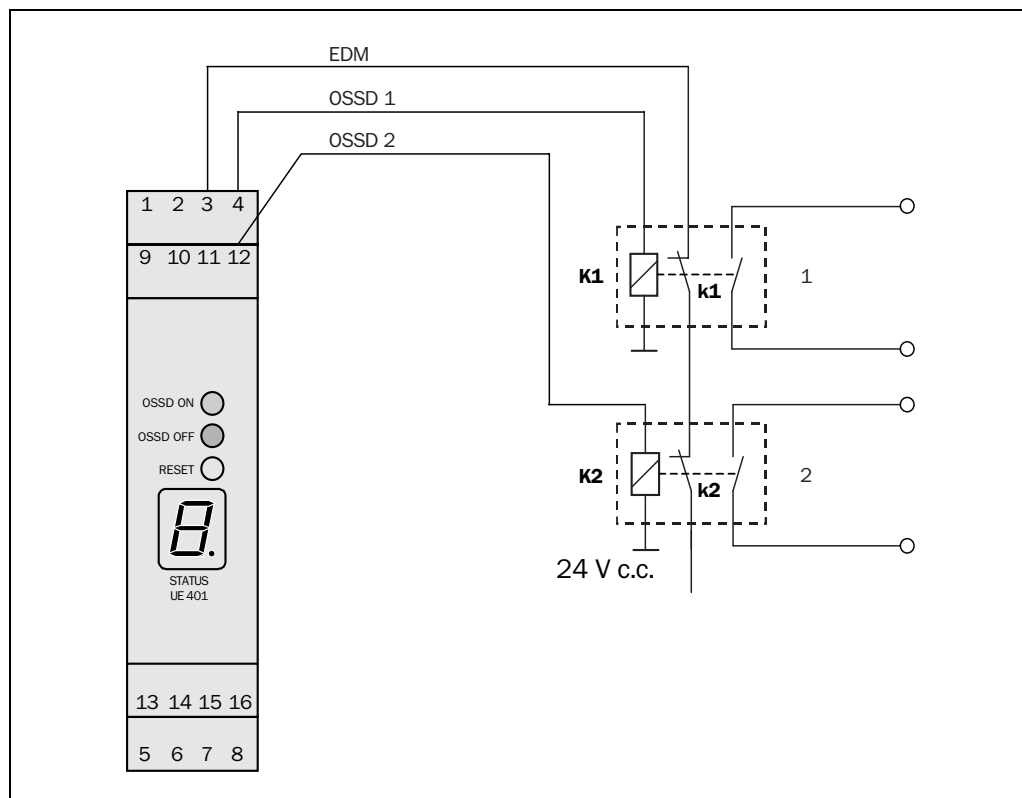 EDM
OSSD 1
OSSD 2
1 2 3 4
9 10 11 12
K1
k1
1
OSSD ON
OSSD OFF
RESET
K2
k2
2
8.
24 V c.c.
STATUS
UE 401
13 14 15 16
5 6 7 8